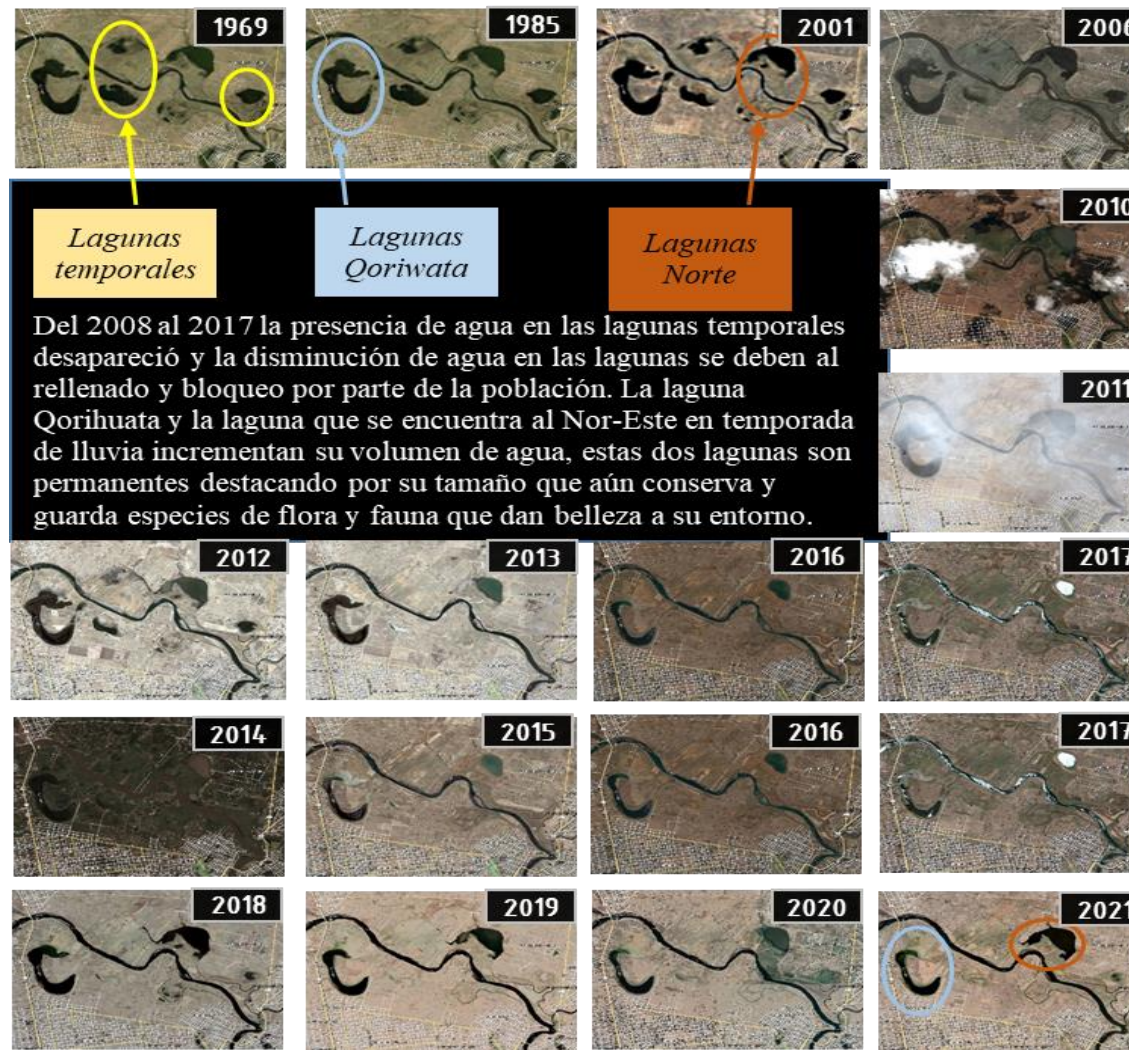 1969
1985
2001
2006
2010
Lagunas
temporales
Lagunas
Qoriwata
Lagunas
Norte
Del 2008 al 2017 la presencia de agua en las lagunas temporales
desapareció y la disminución de agua en las lagunas se deben al
rellenado y bloqueo por parte de la población. La laguna
Qorihuata y la laguna que se encuentra al Nor-Este en temporada
de lluvia incrementan su volumen de agua, estas dos lagunas son
permanentes destacando por su tamaño que aún conserva y
guarda especies de flora y fauna que dan belleza a su entorno.
2011
2012
2013
2016
2017
2014
2015
2016
2017
2018
2019
2020
2021